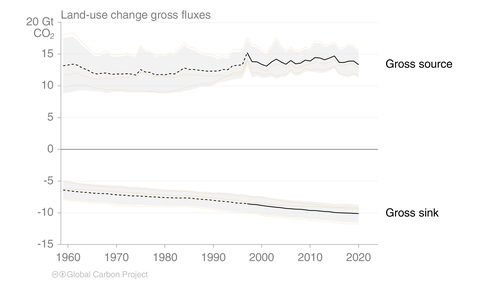 Land-use change gross fluxes
20 Gt
CO₂
15
10
5
0
-5
-10
-15
Gross source
Gross sink
1960 1970 1980 1990 2000 2010 2020
Global Carbon Project